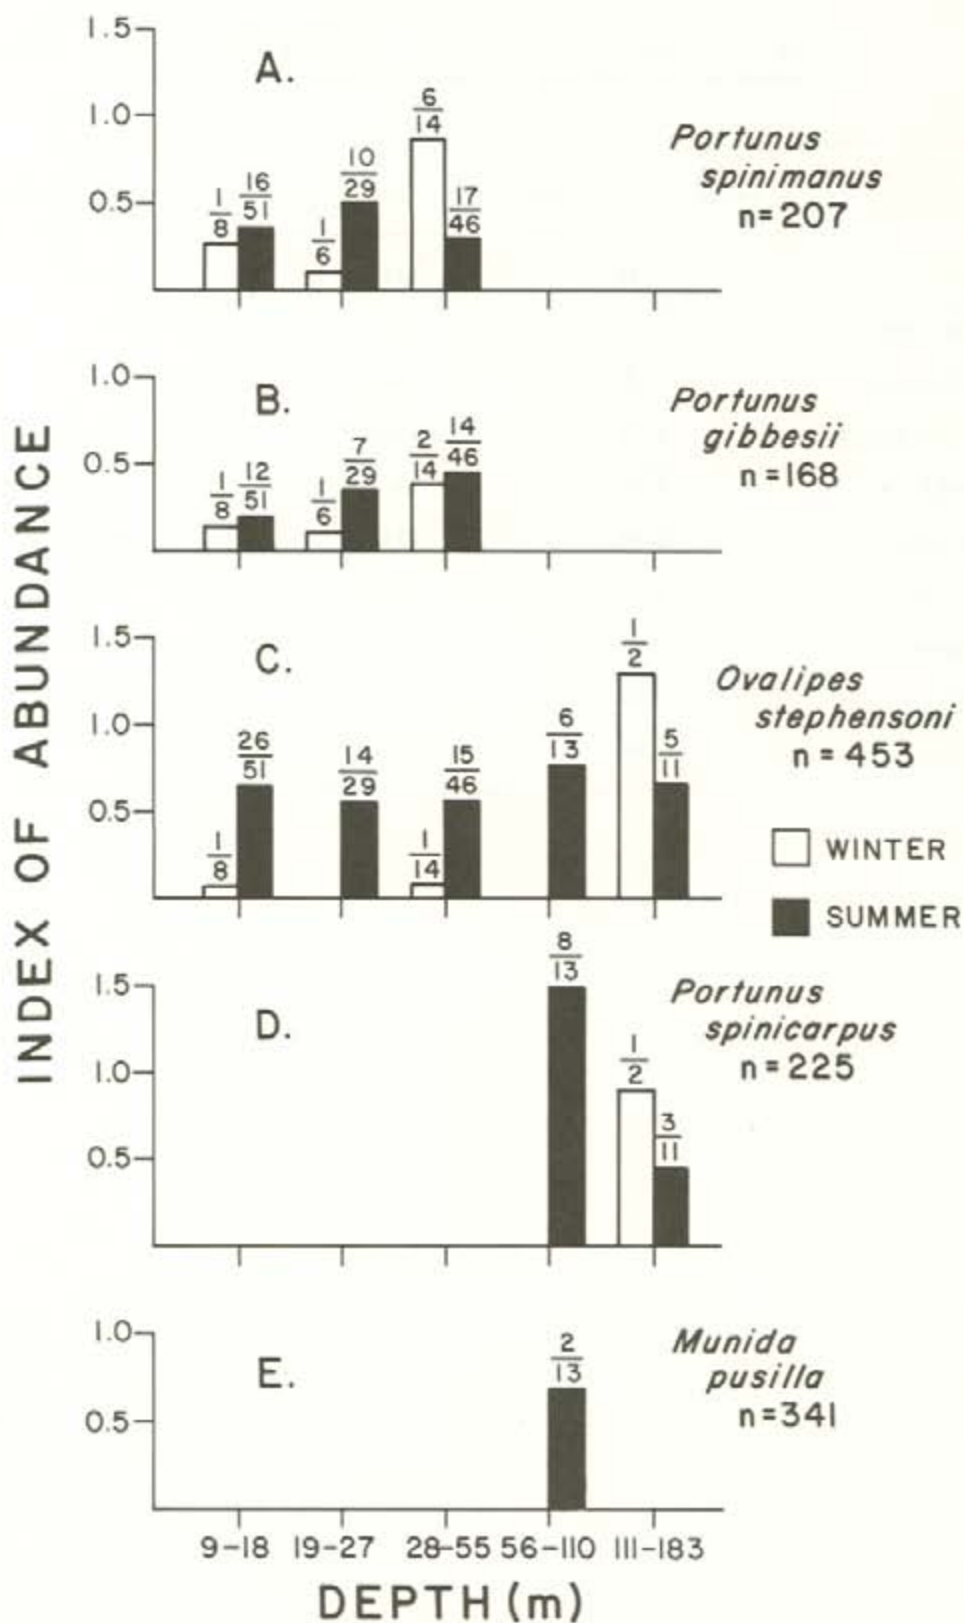 INDEX OF ABUNDANCE
A.
1.5
1.0
0.5
1/8
16/51
1/6
10/29
6/14
17/46
Portunus
spinimanus
n=207
B.
1.0
0.5
1/8
12/51
1/6
7/29
2/14
14/46
Portunus
gibbesii
n=168
C.
1.5
1.0
0.5
1/8
26/51
14/29
1/14
15/46
6/13
1/2
5/11
Ovalipes
stephensoni
n=453
WINTER
SUMMER
D.
1.5
1.0
0.5
8/13
1/2
3/11
Portunus
spinicarpus
n=225
E.
1.0
0.5
2/13
Munida
pusilla
n=341
9-18 19-27 28-55 56-110 111-183
DEPTH (m)